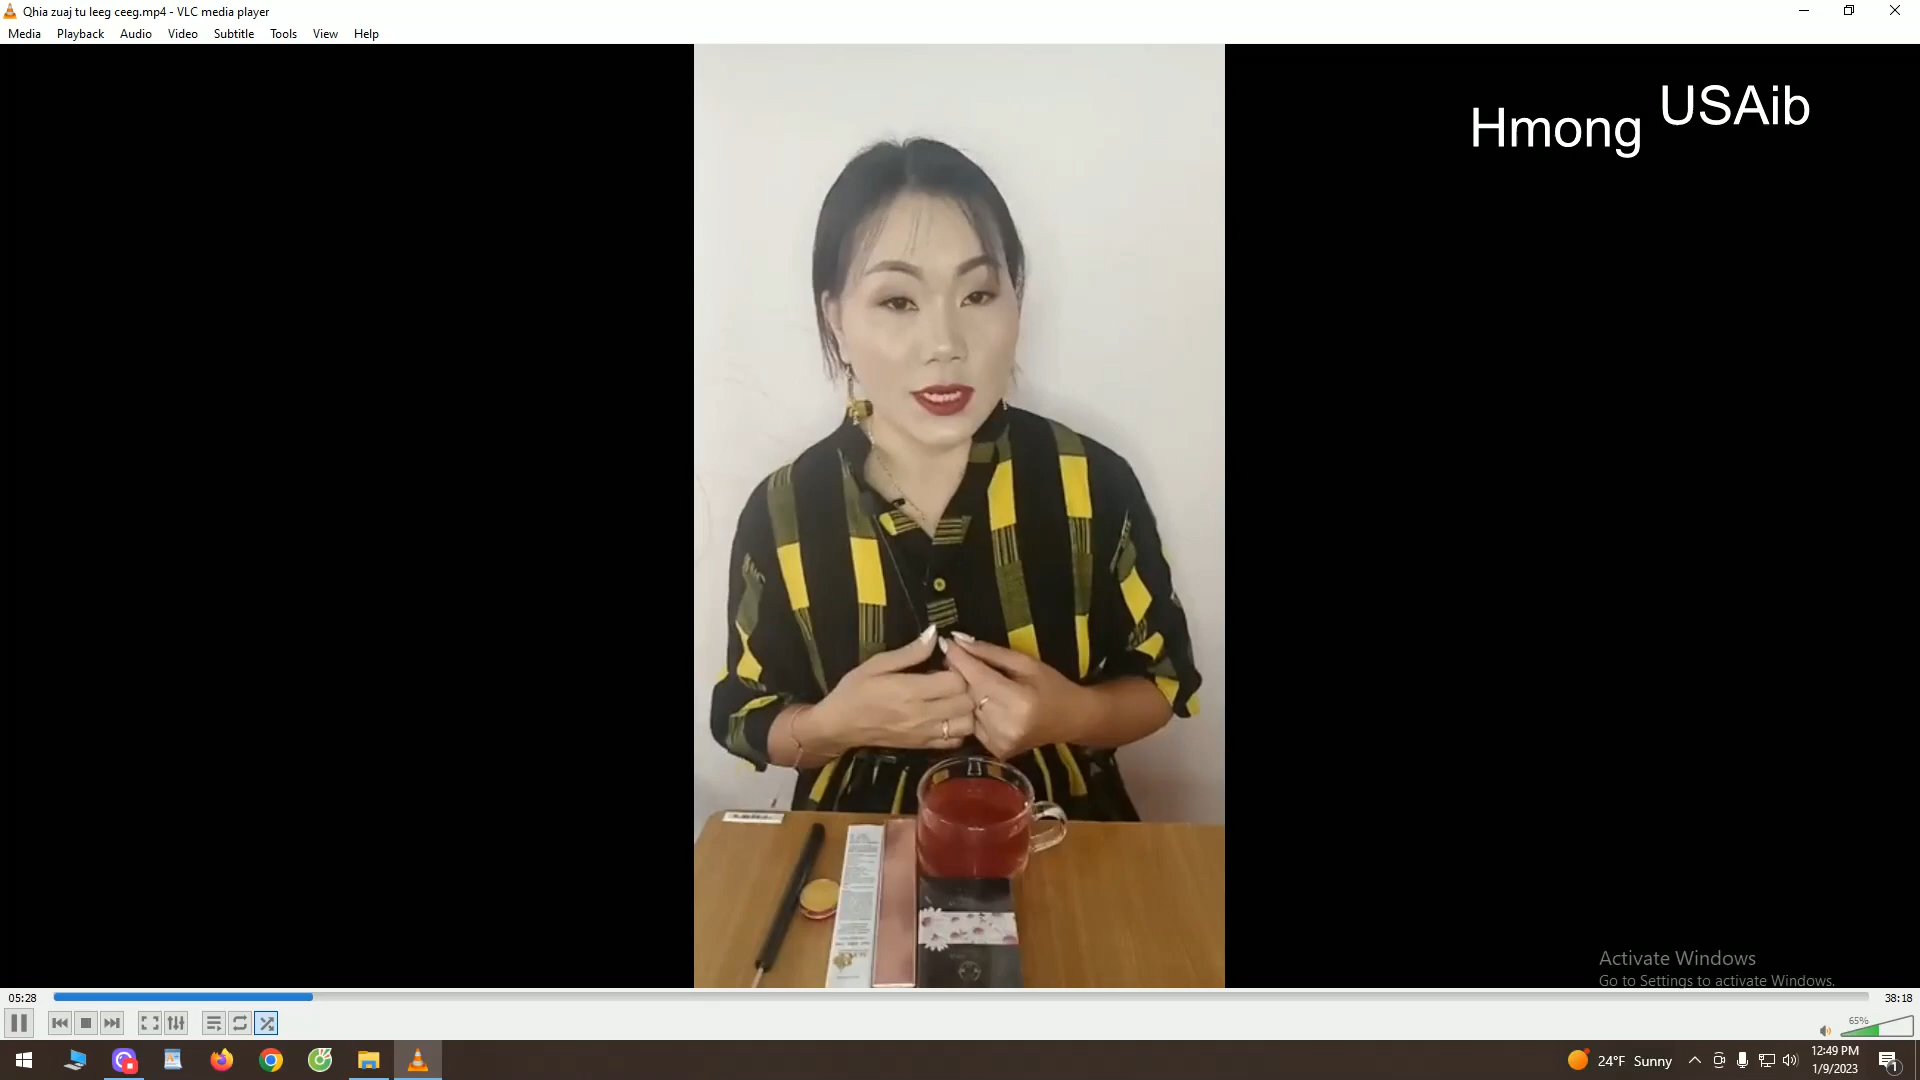 Qhia zuaj tu leeg ceeg.mp4 - VLC media player
Media Playback Audio Video Subtitle Tools View Help
Hmong USAib
Activate Windows
Go to Settings to activate Windows.
05:28
38:18
65%
24°F Sunny
12:49 PM
1/9/2023
1